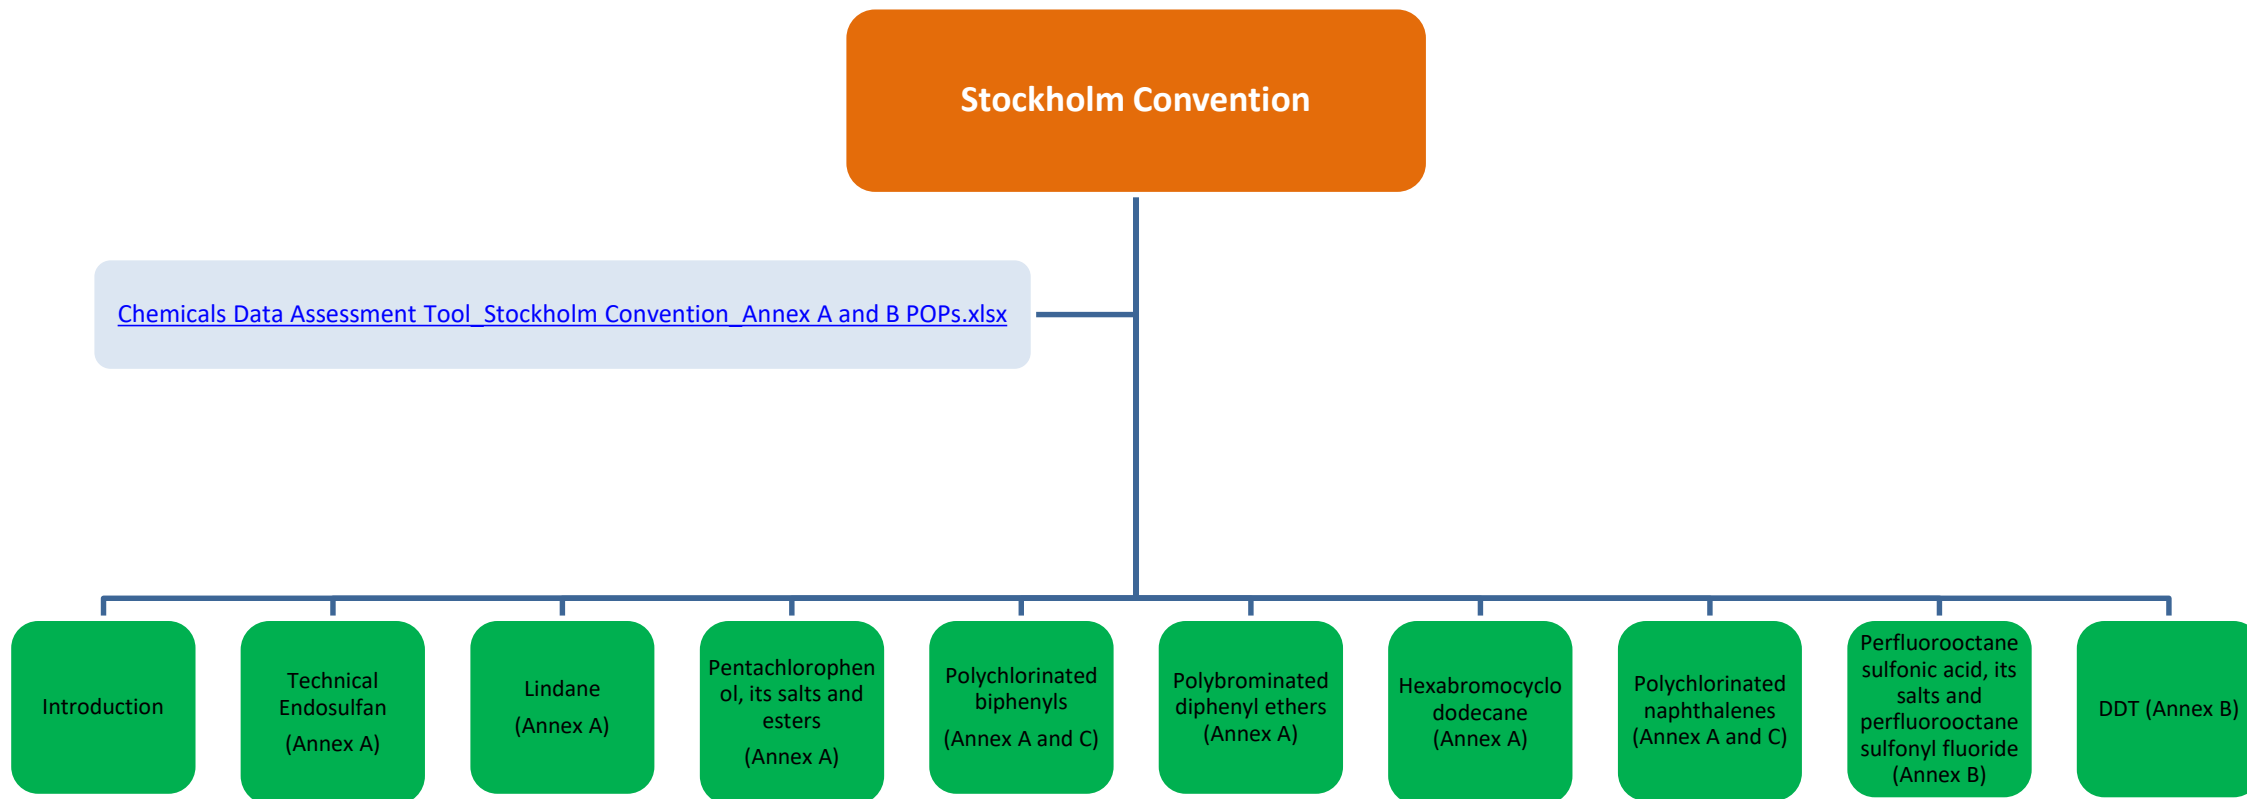 Stockholm Convention
Chemicals Data Assessment Tool_Stockholm Convention_Annex A and B POPs.xlsx
Introduction
Technical
Endosulfan
(Annex A)
Lindane
(Annex A)
Pentachlorophen
ol, its salts and
esters
(Annex A)
Polychlorinated
biphenyls
(Annex A and C)
Polybrominated
diphenyl ethers
(Annex A)
Hexabromocyclo
dodecane
(Annex A)
Polychlorinated
naphthalenes
(Annex A and C)
Perfluorooctane
sulfonic acid, its
salts and
perfluorooctane
sulfonyl fluoride
(Annex B)
DDT (Annex B)